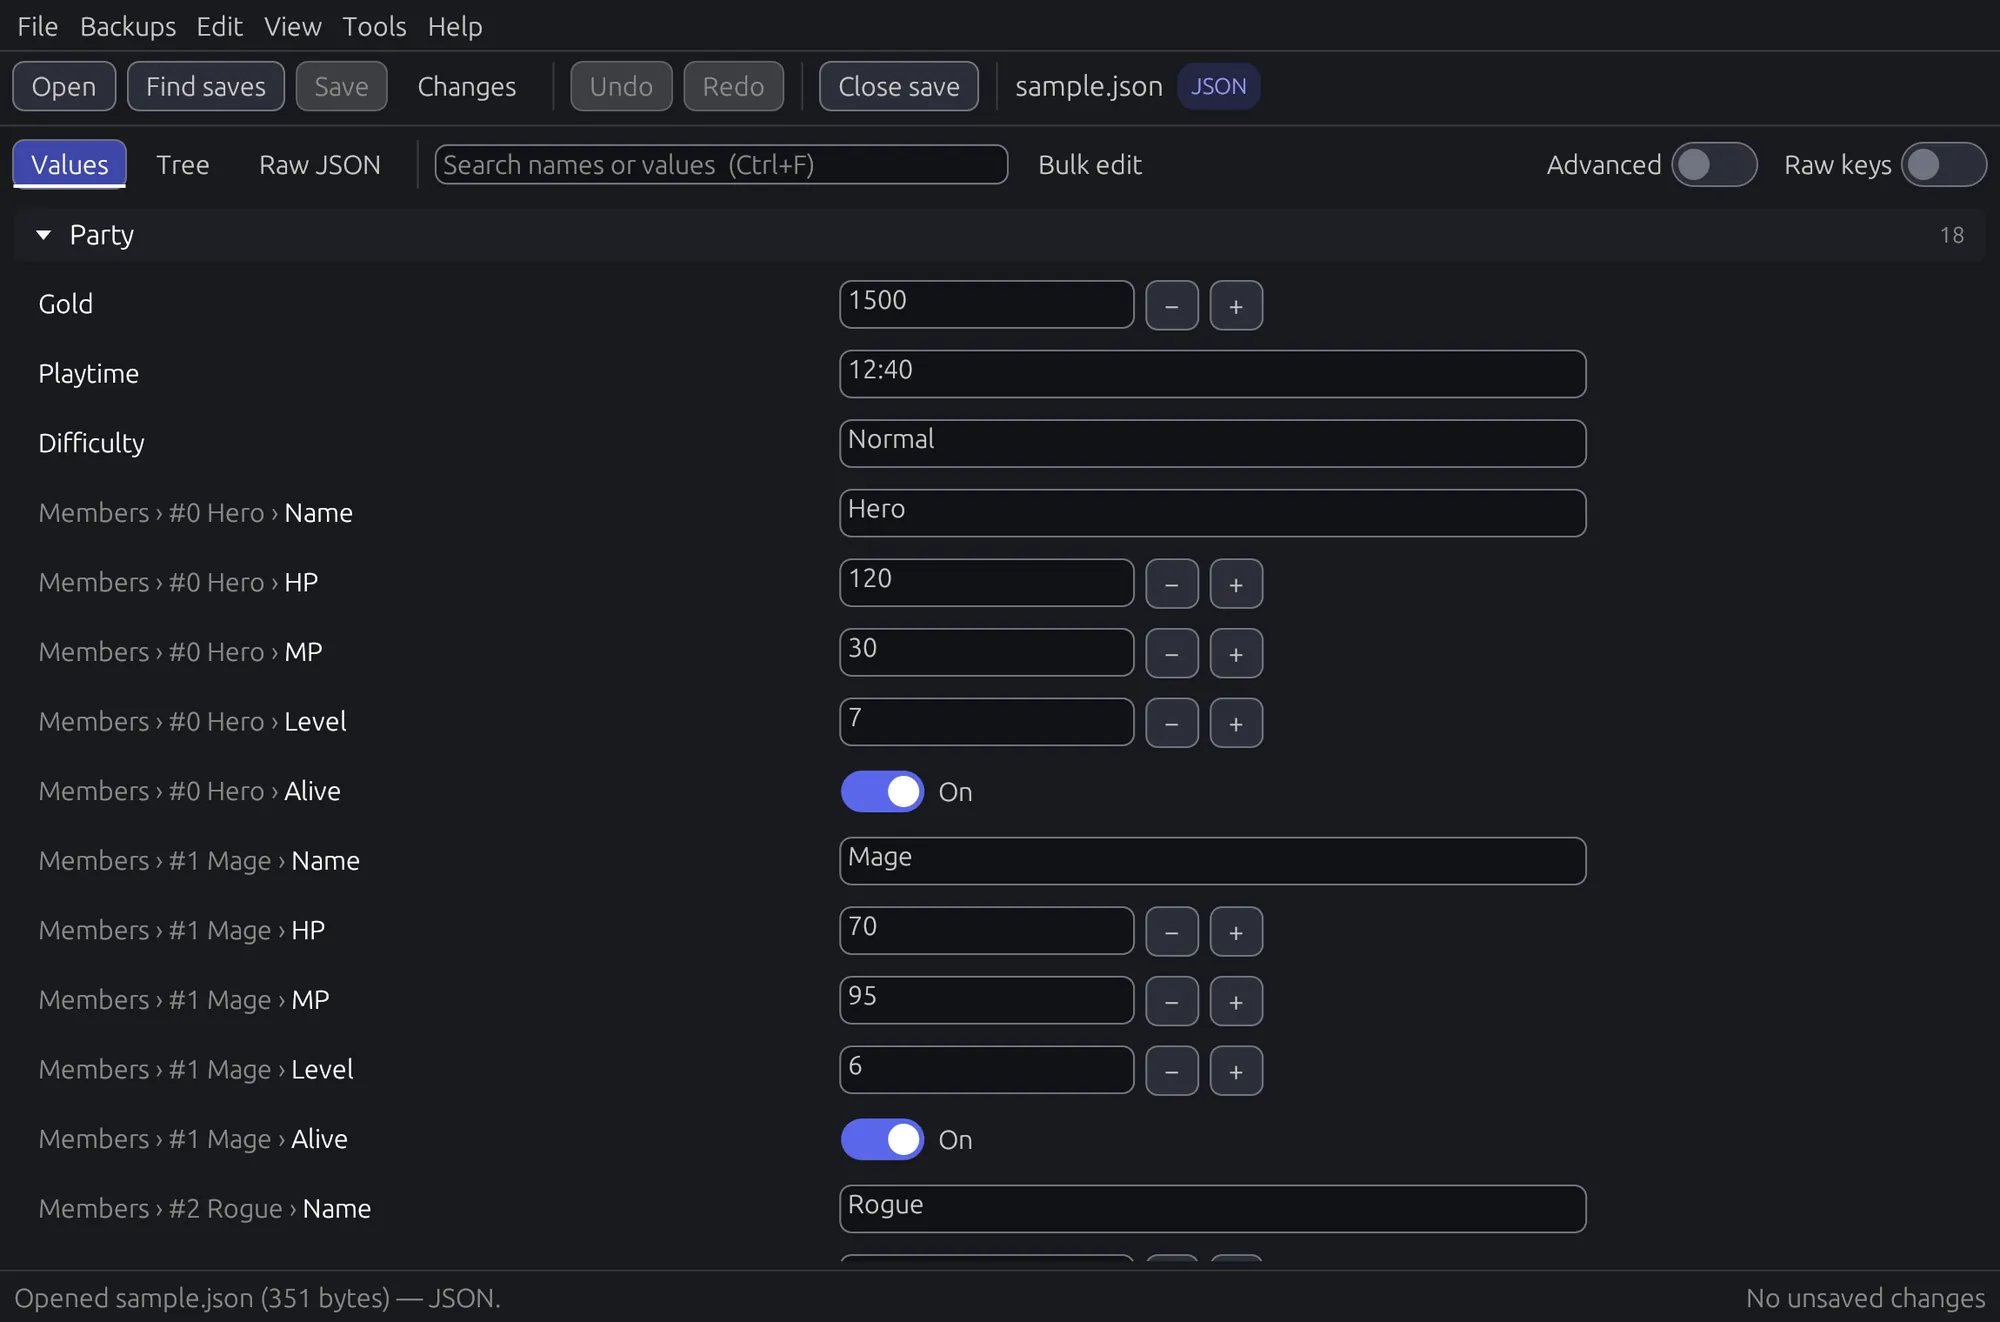 File Backups Edit View Tools Help
Open Find saves Save Changes Undo Redo Close save sample.json JSON
Values Tree Raw JSON Search names or values (Ctrl+F) Bulk edit Advanced Raw keys
Party 18
Gold 1500 − +
Playtime 12:40
Difficulty Normal
Members › #0 Hero › Name Hero
Members › #0 Hero › HP 120 − +
Members › #0 Hero › MP 30 − +
Members › #0 Hero › Level 7 − +
Members › #0 Hero › Alive On
Members › #1 Mage › Name Mage
Members › #1 Mage › HP 70 − +
Members › #1 Mage › MP 95 − +
Members › #1 Mage › Level 6 − +
Members › #1 Mage › Alive On
Members › #2 Rogue › Name Rogue
Opened sample.json (351 bytes) — JSON. No unsaved changes